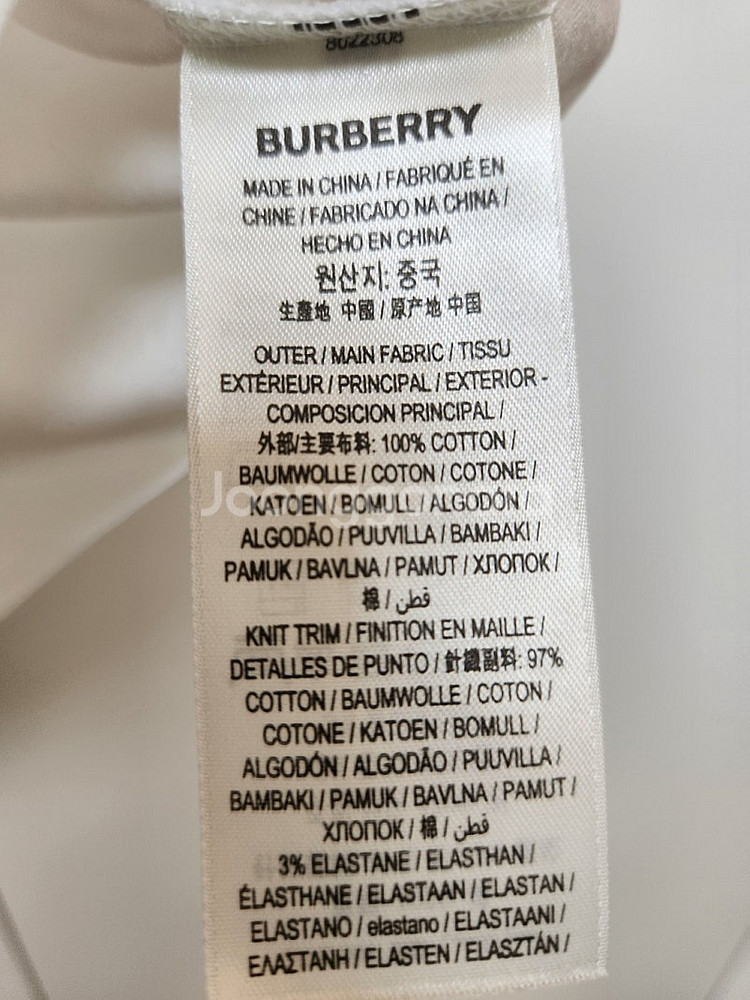 8022308
BURBERRY
MADE IN CHINA / FABRIQUÉ EN
CHINE / FABRICADO NA CHINA /
HECHO EN CHINA
원산지: 중국
生產地 中國 / 原产地 中国
OUTER / MAIN FABRIC / TISSU
EXTÉRIEUR / PRINCIPAL / EXTERIOR -
COMPOSICION PRINCIPAL /
外部/主要布料: 100% COTTON /
BAUMWOLLE / COTON / COTONE /
KATOEN / BOMULL / ALGODÓN /
ALGODÃO / PUUVILLA / BAMBAKI /
PAMUK / BAVLNA / PAMUT / ХЛОПОК /
棉 / قطن /
KNIT TRIM / FINITION EN MAILLE /
DETALLES DE PUNTO / 針織副料: 97%
COTTON / BAUMWOLLE / COTON /
COTONE / KATOEN / BOMULL /
ALGODÓN / ALGODÃO / PUUVILLA /
BAMBAKI / PAMUK / BAVLNA / PAMUT /
ХЛОПОК / 棉 / قطن /
3% ELASTANE / ELASTHAN /
ÉLASTHANE / ELASTAAN / ELASTAN /
ELASTANO / elastano / ELASTAANI /
ΕΛΑΣΤΑΝΗ / ELASTEN / ELASZTÁN /